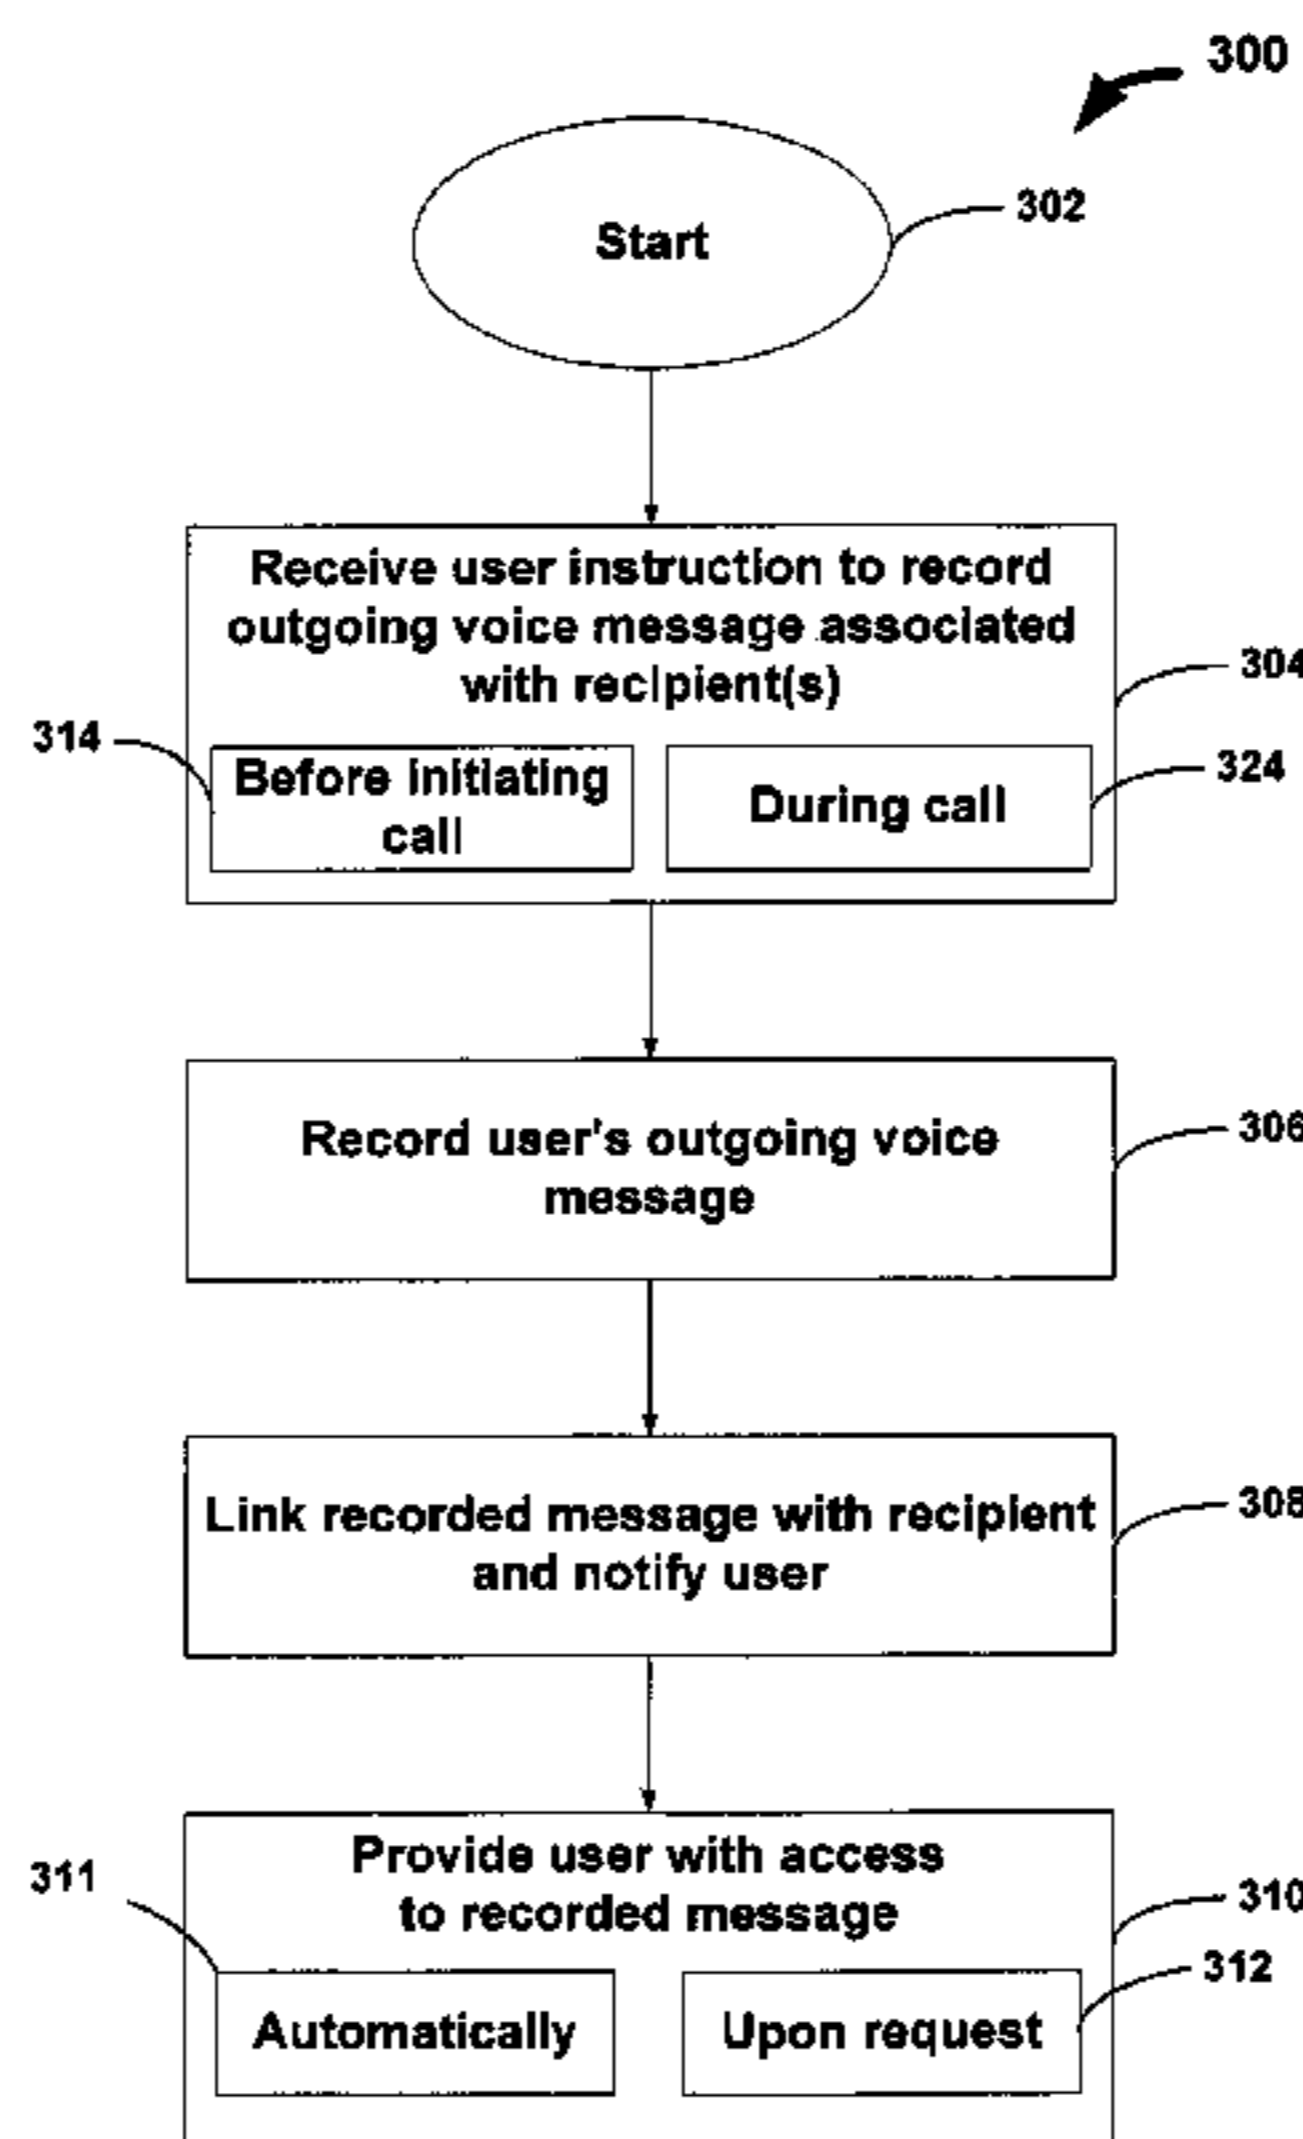 300
302
Start
Receive user instruction to record
outgoing voice message associated
with recipient(s)
304
314
324
Before initiating
call
During call
Record user's outgoing voice
message
306
Link recorded message with recipient
and notify user
308
Provide user with access
to recorded message
311
310
312
Automatically
Upon request